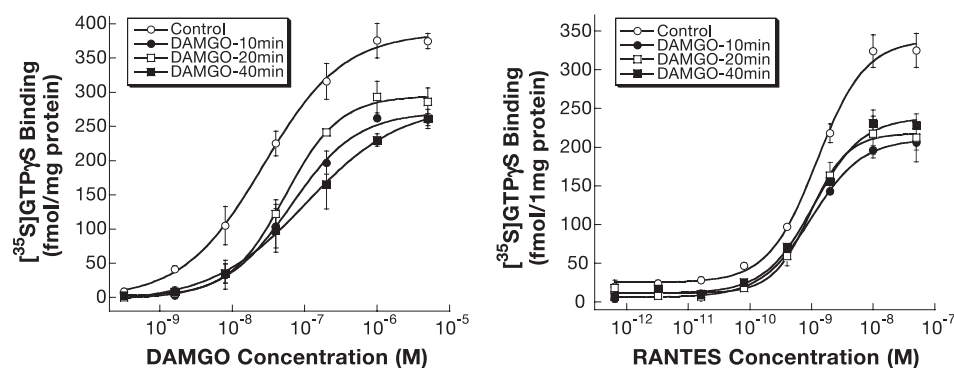 400
350
300
250
200
150
100
50
0
[³⁵S]GTPγS Binding
(fmol/mg protein)
Control
DAMGO-10min
DAMGO-20min
DAMGO-40min
10⁻⁹ 10⁻⁸ 10⁻⁷ 10⁻⁶ 10⁻⁵
DAMGO Concentration (M)
350
300
250
200
150
100
50
0
[³⁵S]GTPγS Binding
(fmol/1mg protein)
Control
DAMGO-10min
DAMGO-20min
DAMGO-40min
10⁻¹² 10⁻¹¹ 10⁻¹⁰ 10⁻⁹ 10⁻⁸ 10⁻⁷
RANTES Concentration (M)